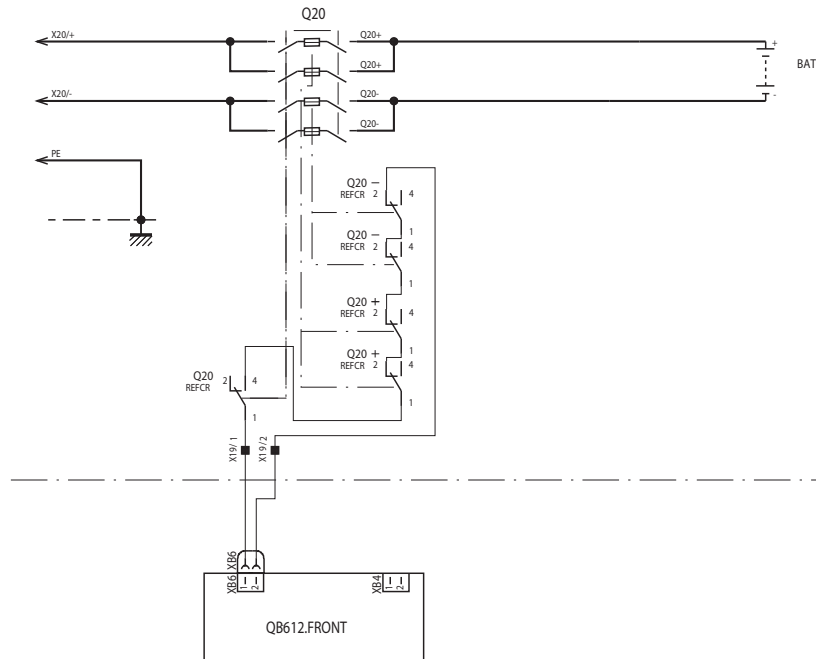 Q20
X20/+
Q20+
+
Q20+
BAT
X20/-
Q20-
-
Q20-
PE
Q20 −
REFCR 2 4
1
Q20 −
REFCR 2 4
1
Q20 +
REFCR 2 4
1
Q20 +
REFCR 2 4
1
Q20
REFCR 2 4
1
X19/1
X19/2
XB6
XB6
1 2
XB4
1 2
QB612.FRONT